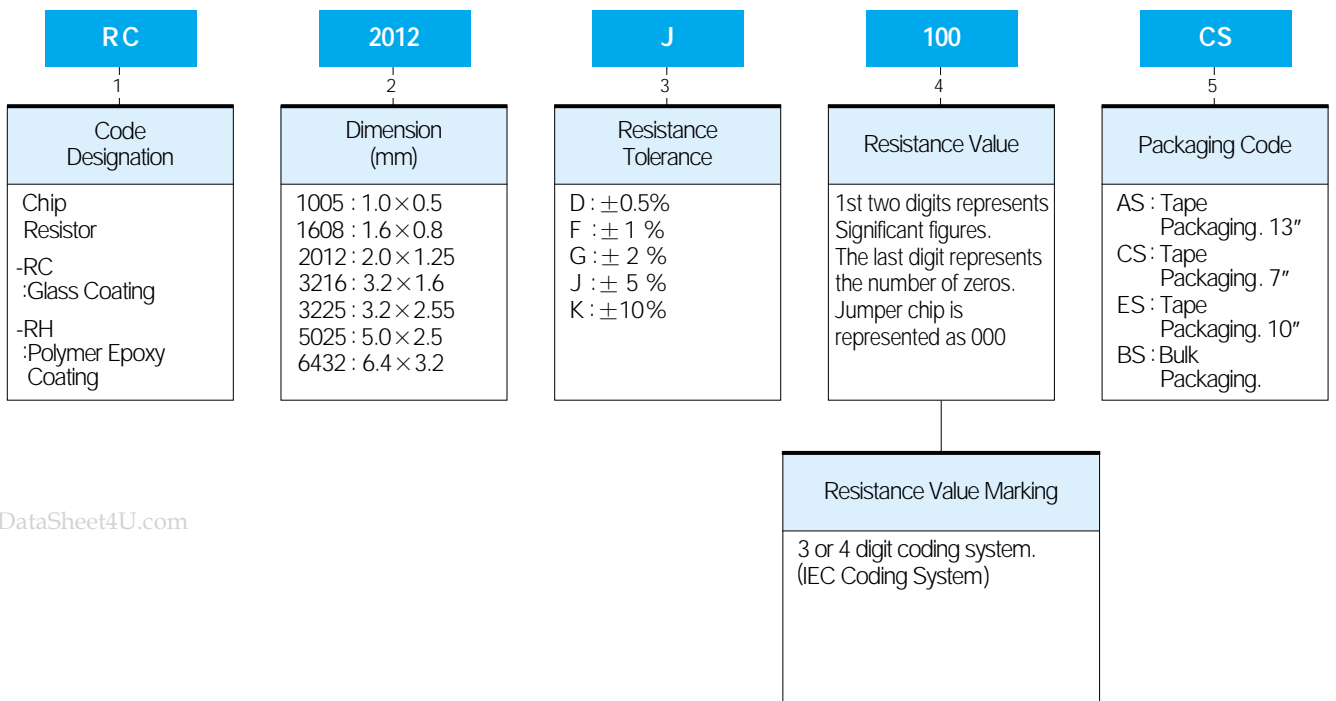 RC
2012
J
100
CS
1
2
3
4
5
Code
Designation
Chip
Resistor
-RC
:Glass Coating
-RH
:Polymer Epoxy
Coating
Dimension
(mm)
1005 : 1.0×0.5
1608 : 1.6×0.8
2012 : 2.0×1.25
3216 : 3.2×1.6
3225 : 3.2×2.55
5025 : 5.0×2.5
6432 : 6.4×3.2
Resistance
Tolerance
D : ±0.5%
F : ± 1 %
G : ± 2 %
J : ± 5 %
K : ±10%
Resistance Value
1st two digits represents
Significant figures.
The last digit represents
the number of zeros.
Jumper chip is
represented as 000
Packaging Code
AS : Tape
Packaging. 13″
CS : Tape
Packaging. 7″
ES : Tape
Packaging. 10″
BS : Bulk
Packaging.
Resistance Value Marking
3 or 4 digit coding system.
(IEC Coding System)
DataSheet4U.com